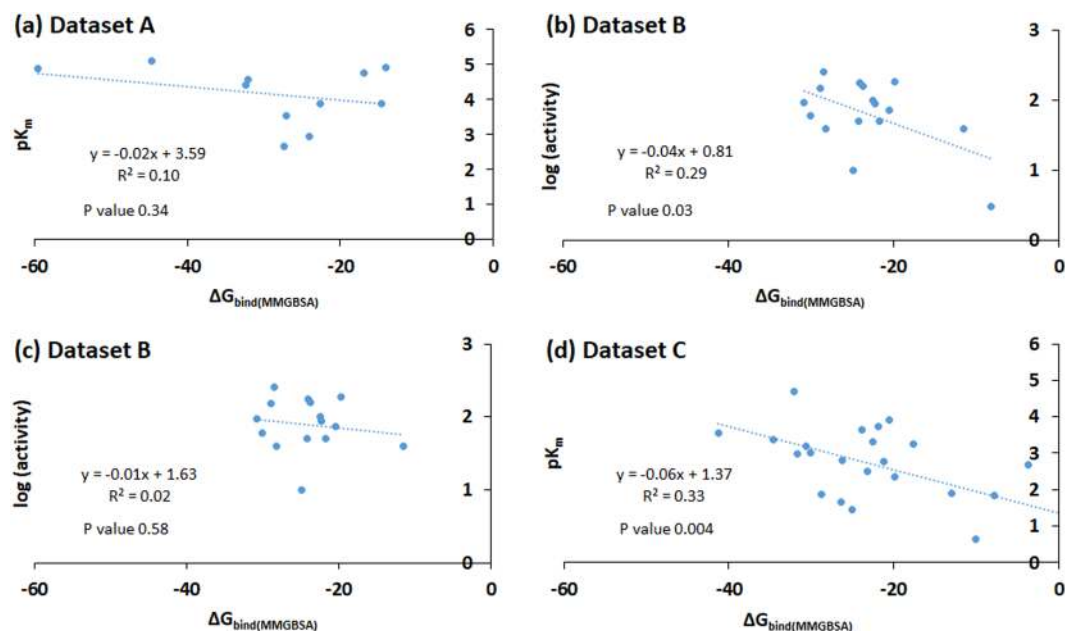 (a) Dataset A
6
5
4
3
2
1
0
pKm
y = -0.02x + 3.59
R² = 0.10
P value 0.34
-60
-40
-20
0
ΔGbind(MMGBSA)
(b) Dataset B
3
2
1
0
log (activity)
y = -0.04x + 0.81
R² = 0.29
P value 0.03
-60
-40
-20
0
ΔGbind(MMGBSA)
(c) Dataset B
3
2
1
0
log (activity)
y = -0.01x + 1.63
R² = 0.02
P value 0.58
-60
-40
-20
0
ΔGbind(MMGBSA)
(d) Dataset C
6
5
4
3
2
1
0
pKm
y = -0.06x + 1.37
R² = 0.33
P value 0.004
-60
-40
-20
0
ΔGbind(MMGBSA)